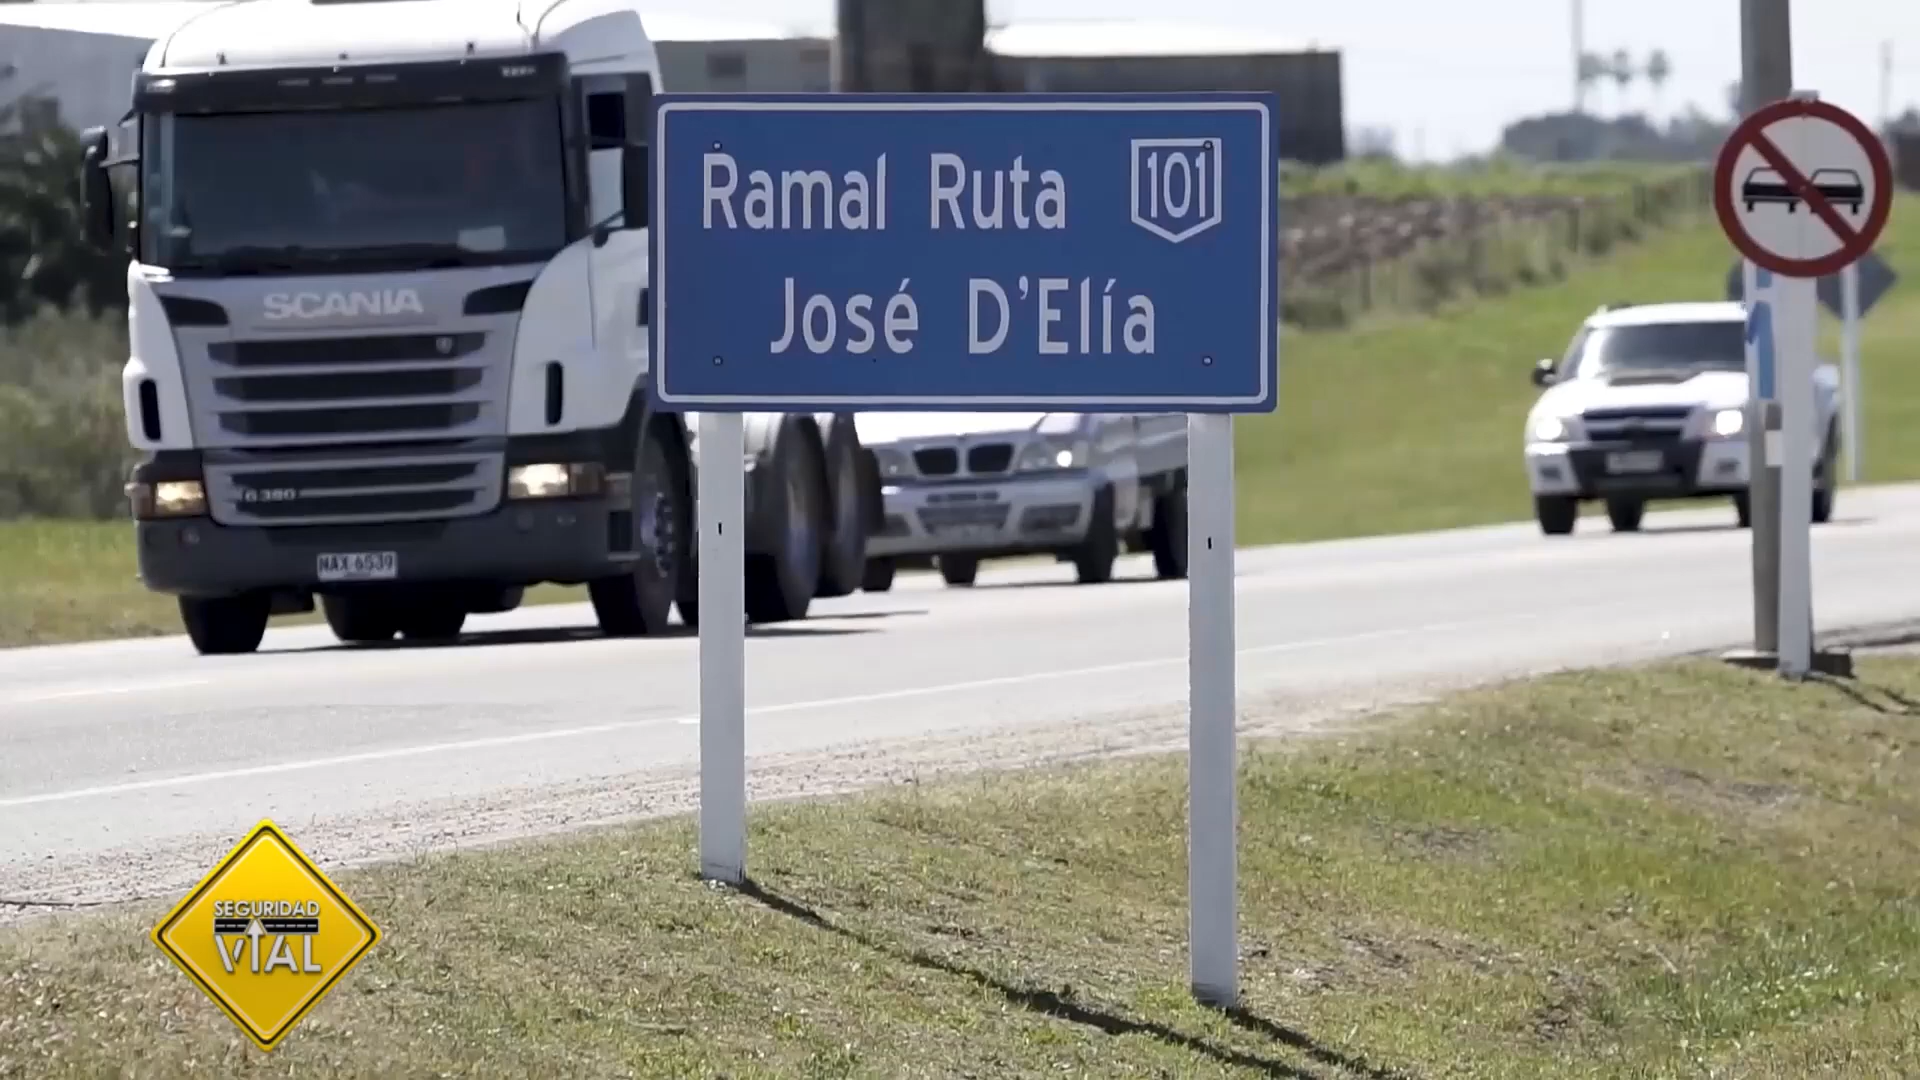 Ramal Ruta 101
José D'Elía
SCANIA
G 380
NAX 6539
SEGURIDAD
VIAL